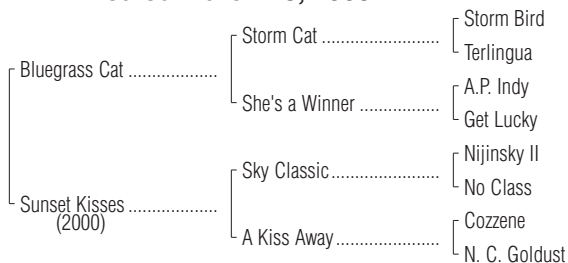 Storm Bird
Storm Cat ........................
Terlingua
Bluegrass Cat ....................
A.P. Indy
She's a Winner ..................
Get Lucky
Nijinsky II
Sky Classic........................
No Class
Sunset Kisses ....................
(2000)
Cozzene
A Kiss Away.......................
N. C. Goldust